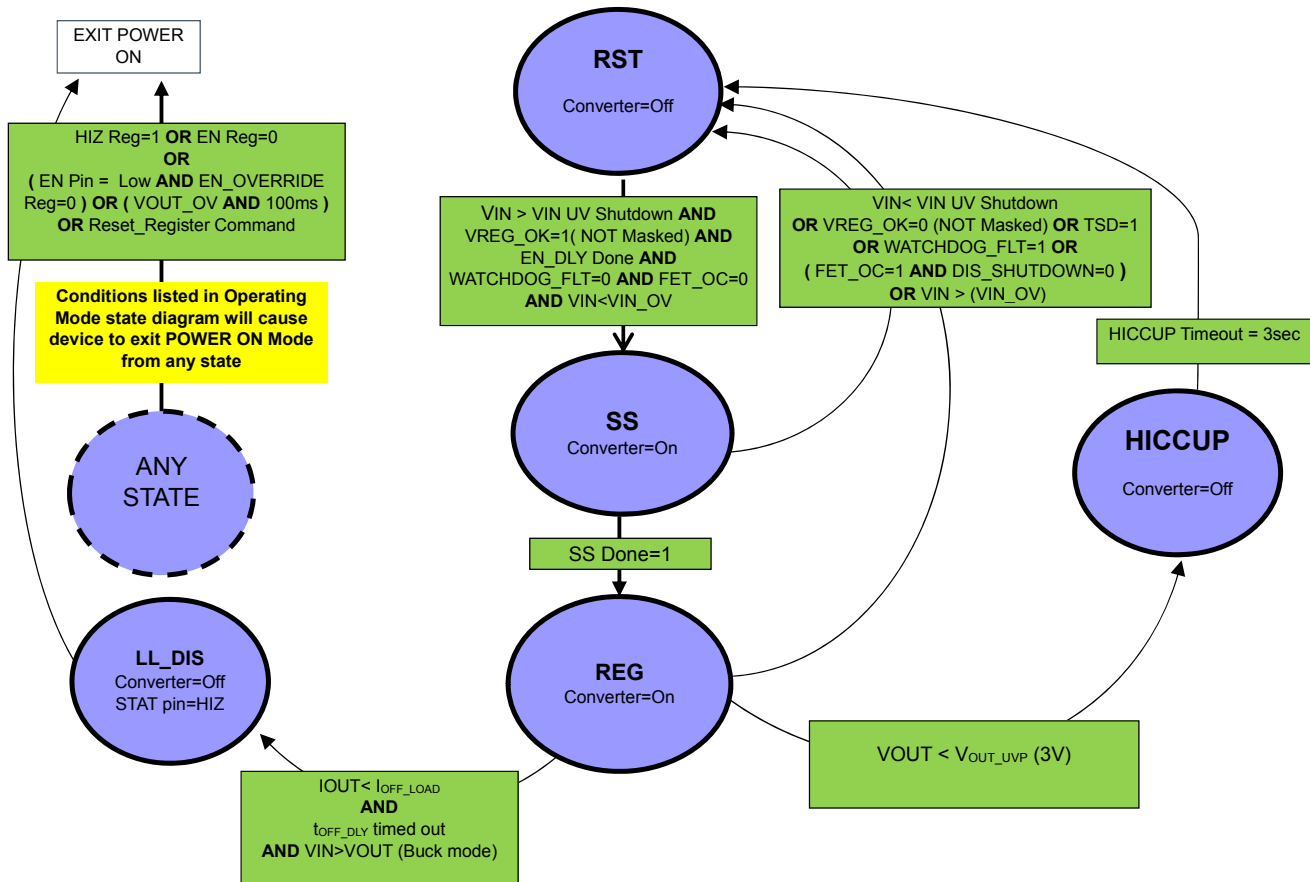 EXIT POWER
ON
HIZ Reg=1 OR EN Reg=0
OR
( EN Pin = Low AND EN_OVERRIDE
Reg=0 ) OR ( VOUT_OV AND 100ms )
OR Reset_Register Command
Conditions listed in Operating
Mode state diagram will cause
device to exit POWER ON Mode
from any state
ANY
STATE
LL_DIS
Converter=Off
STAT pin=HIZ
RST
Converter=Off
VIN > VIN UV Shutdown AND
VREG_OK=1( NOT Masked) AND
EN_DLY Done AND
WATCHDOG_FLT=0 AND FET_OC=0
AND VIN<VIN_OV
SS
Converter=On
SS Done=1
REG
Converter=On
IOUT< IOFF_LOAD
AND
tOFF_DLY timed out
AND VIN>VOUT (Buck mode)
VIN< VIN UV Shutdown
OR VREG_OK=0 (NOT Masked) OR TSD=1
OR WATCHDOG_FLT=1 OR
( FET_OC=1 AND DIS_SHUTDOWN=0 )
OR VIN > (VIN_OV)
HICCUP Timeout = 3sec
HICCUP
Converter=Off
VOUT < VOUT_UVP (3V)